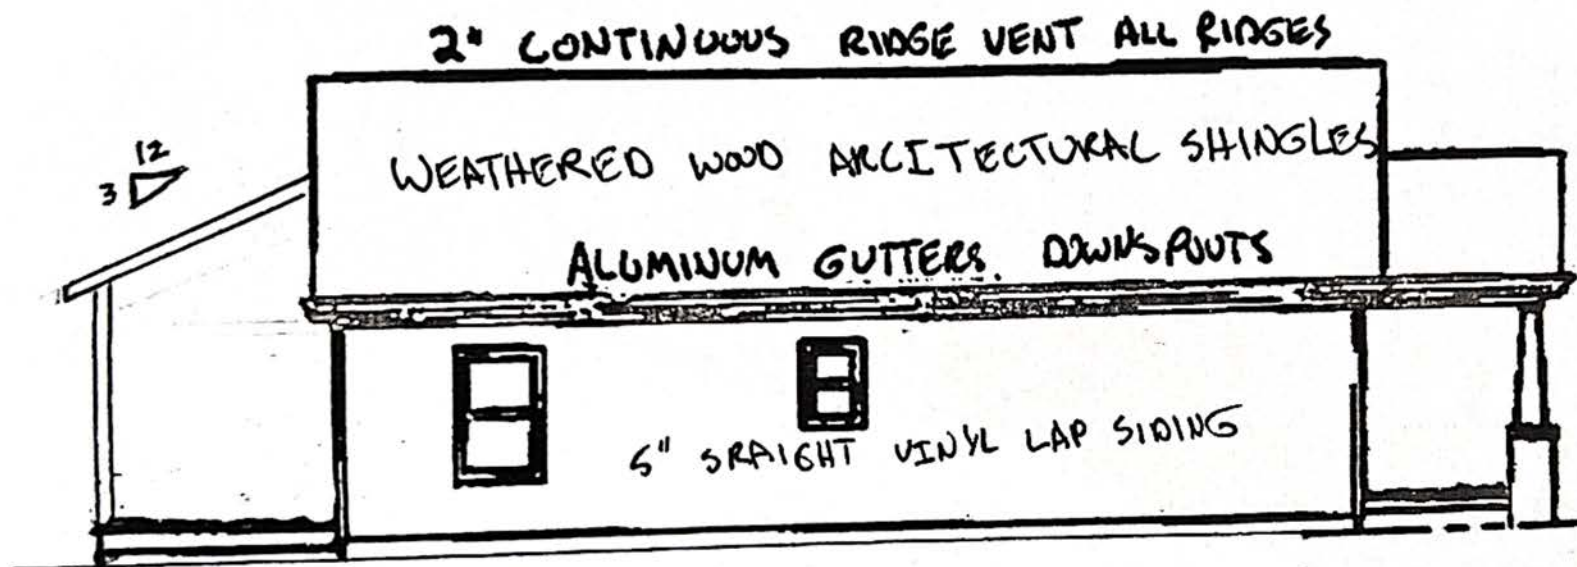 2" CONTINUOUS RIDGE VENT ALL RIDGES
12
3
WEATHERED WOOD ARCITECTURAL SHINGLES
ALUMINUM GUTTERS. DOWNSPOUTS
5" SRAIGHT VINYL LAP SIDING